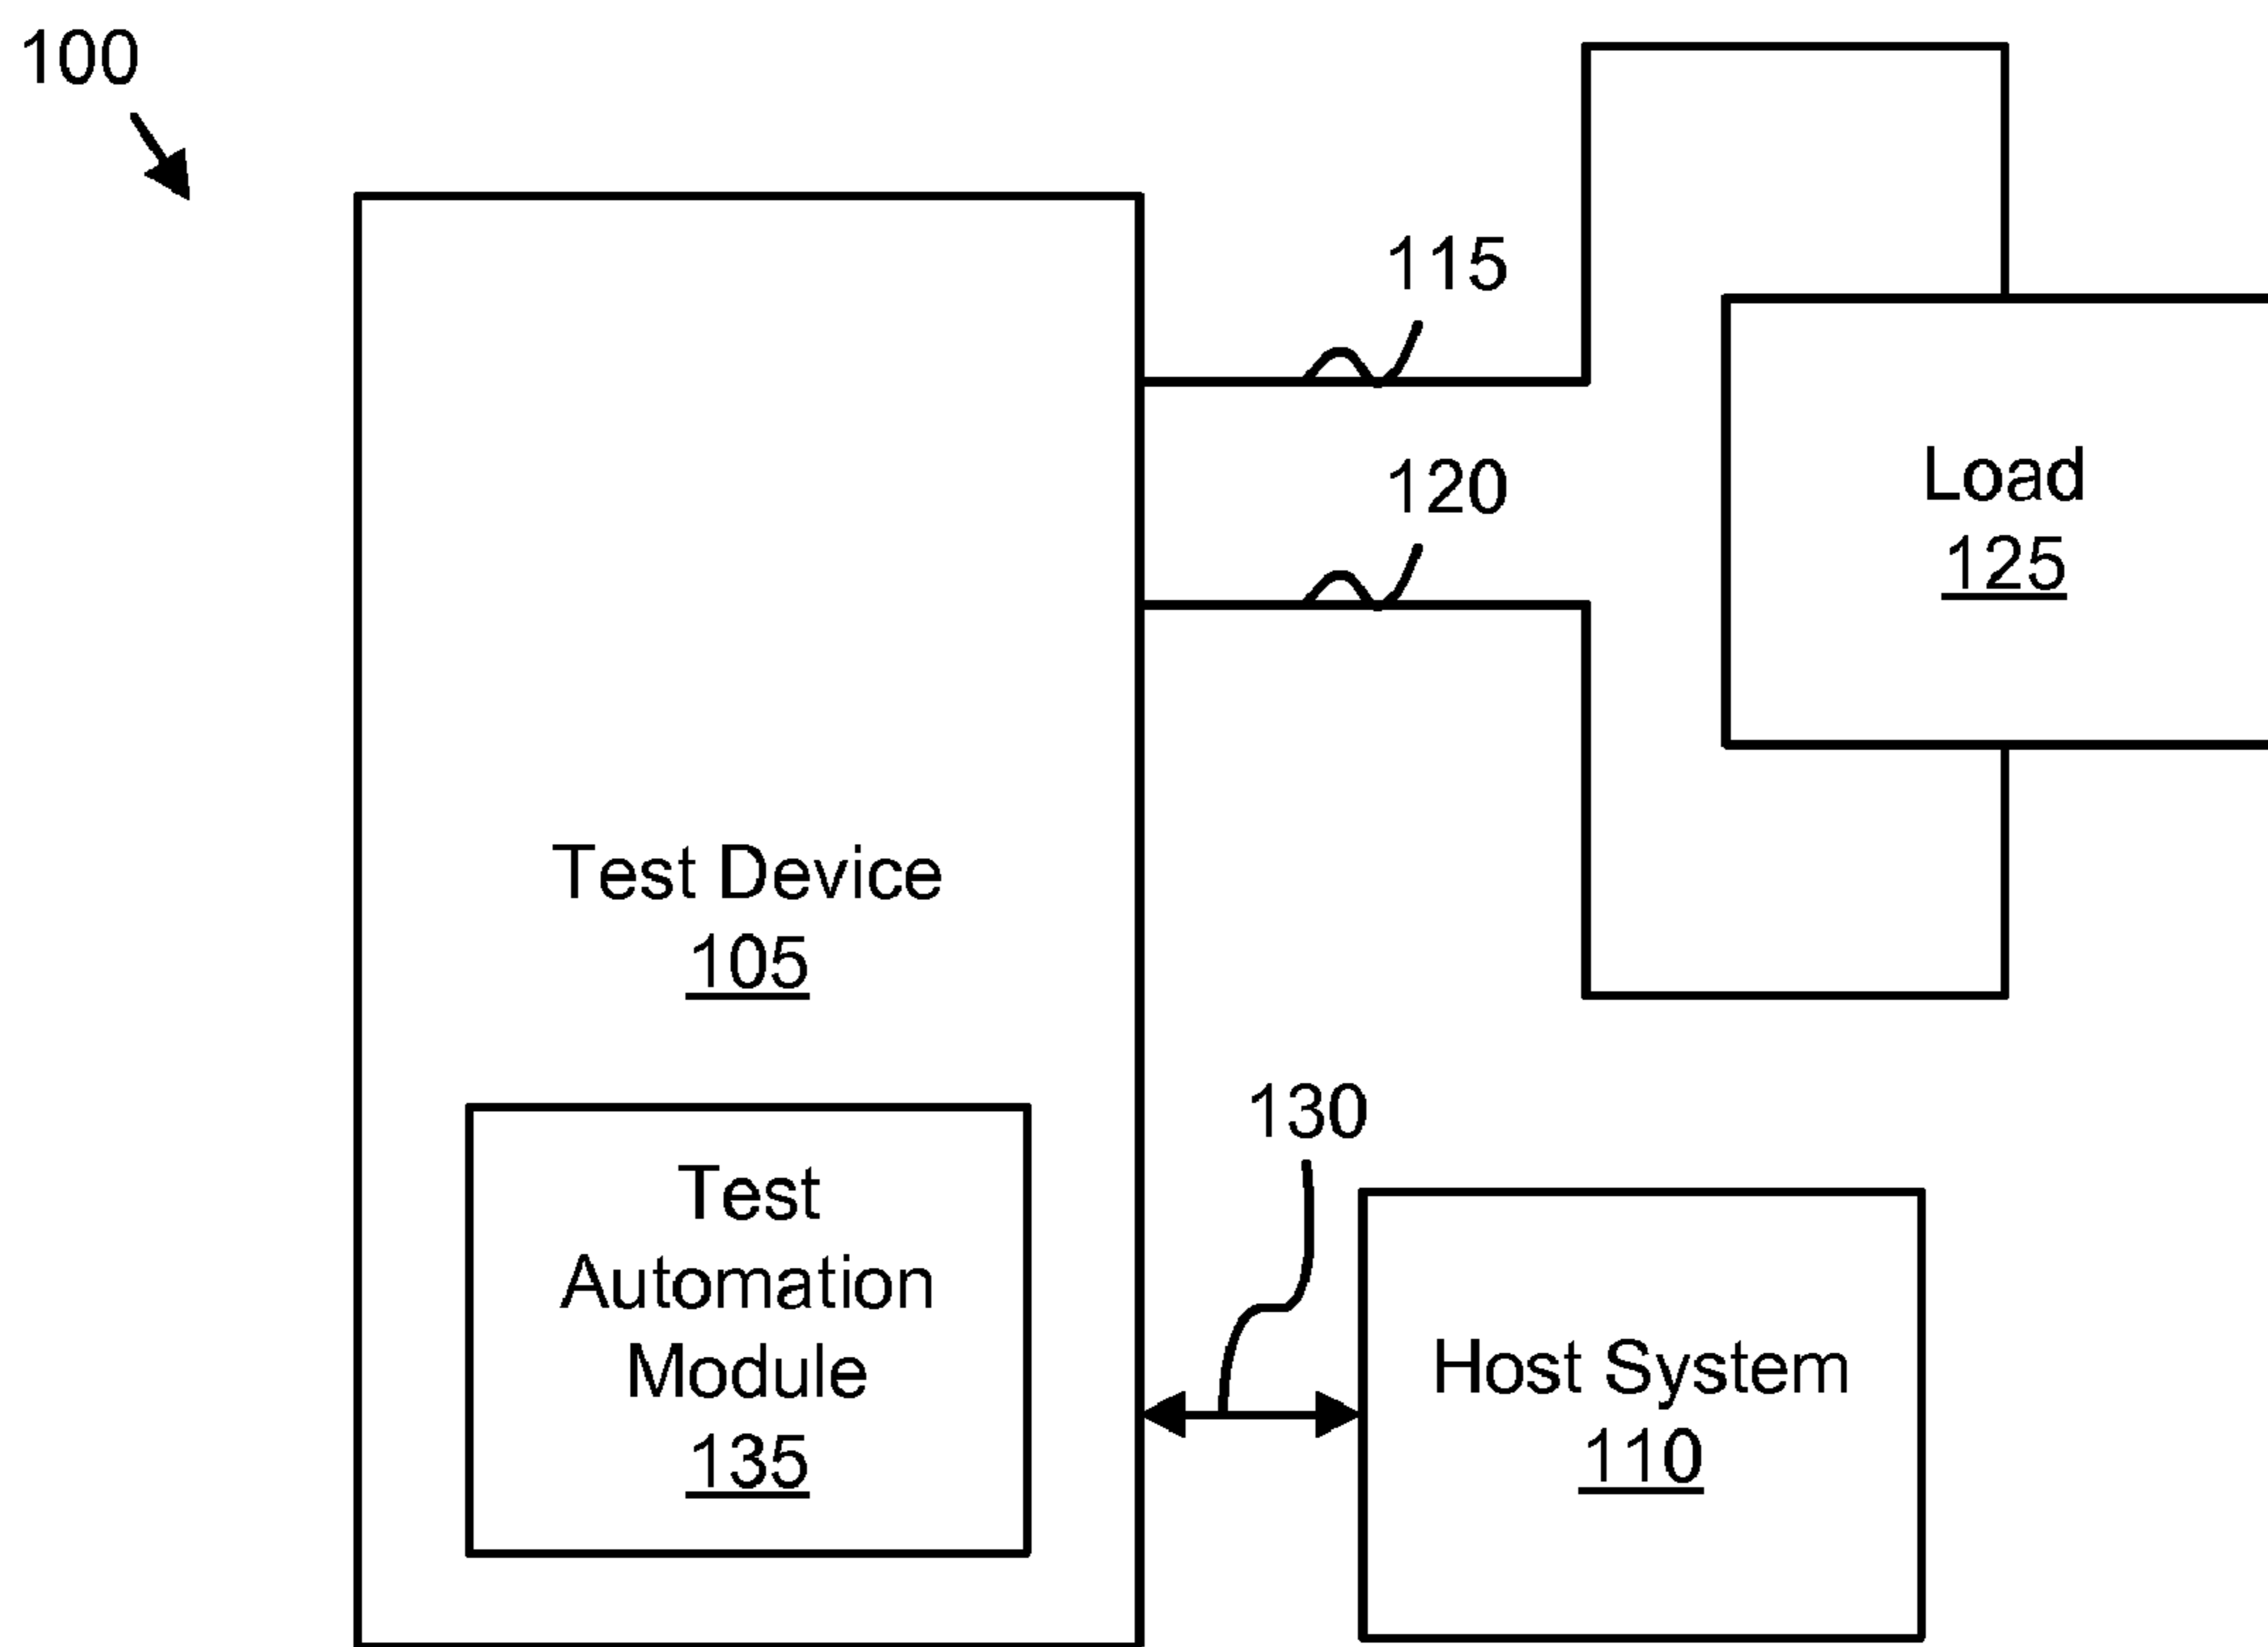 100
115
120
Load
125
Test Device
105
130
Test
Automation
Module
135
Host System
110